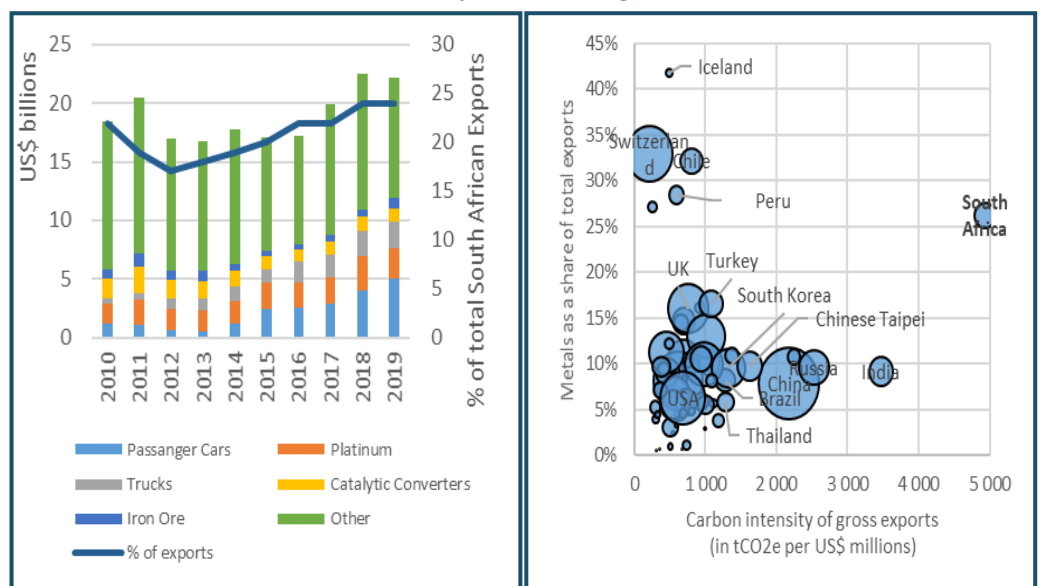 US$ billions
25
20
15
10
5
0
30
25
20
15
10
5
0
% of total South African Exports
2010
2011
2012
2013
2014
2015
2016
2017
2018
2019
Passanger Cars
Platinum
Trucks
Catalytic Converters
Iron Ore
Other
% of exports
Metals as a share of total exports
45%
40%
35%
30%
25%
20%
15%
10%
5%
0%
Iceland
Switzerlan
d
Chile
Peru
South
Africa
UK
Turkey
South Korea
Chinese Taipei
Russia
India
China
Brazil
USA
Thailand
0
1 000
2 000
3 000
4 000
5 000
Carbon intensity of gross exports
(in tCO2e per US$ millions)